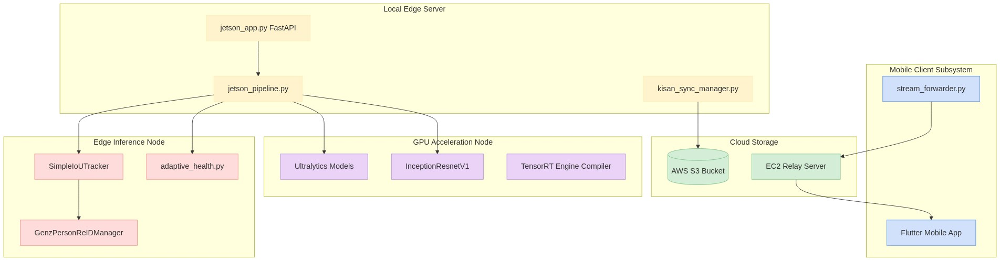 Local Edge Server
jetson_app.py FastAPI
jetson_pipeline.py
kisan_sync_manager.py
Mobile Client Subsystem
stream_forwarder.py
Edge Inference Node
SimpleIoUTracker
adaptive_health.py
GenzPersonReIDManager
GPU Acceleration Node
Ultralytics Models
InceptionResnetV1
TensorRT Engine Compiler
Cloud Storage
AWS S3 Bucket
EC2 Relay Server
Flutter Mobile App